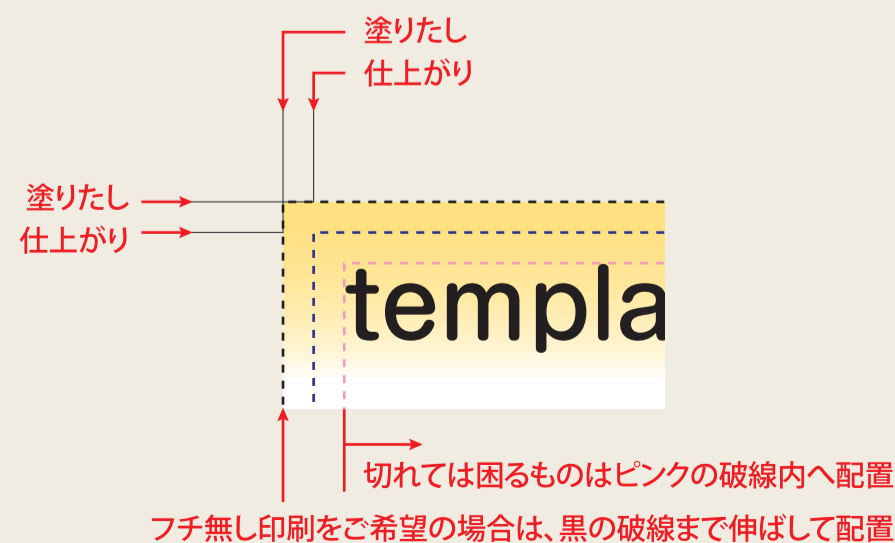 塗りたし
仕上がり
塗りたし
仕上がり
templa
切れては困るものはピンクの破線内へ配置
フチ無し印刷をご希望の場合は、黒の破線まで伸ばして配置